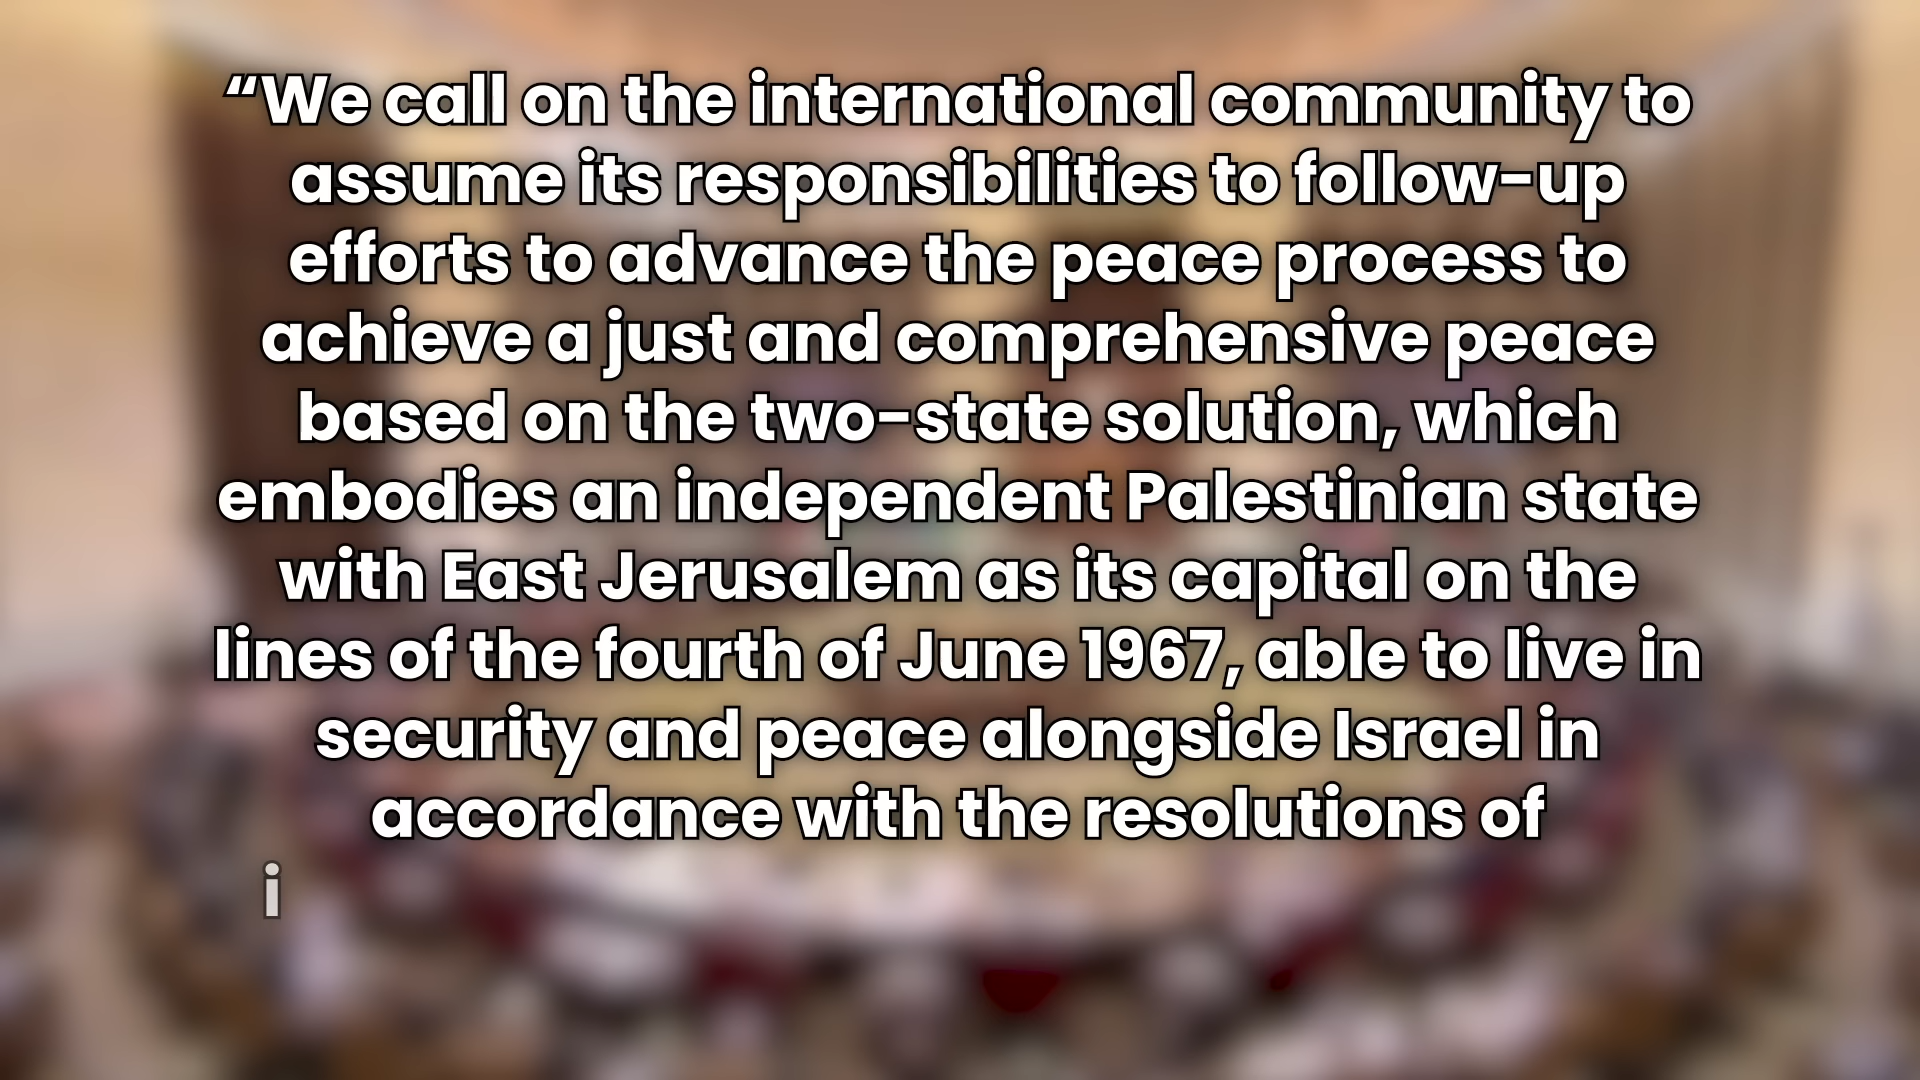 “We call on the international community to
assume its responsibilities to follow-up
efforts to advance the peace process to
achieve a just and comprehensive peace
based on the two-state solution, which
embodies an independent Palestinian state
with East Jerusalem as its capital on the
lines of the fourth of June 1967, able to live in
security and peace alongside Israel in
accordance with the resolutions of
i